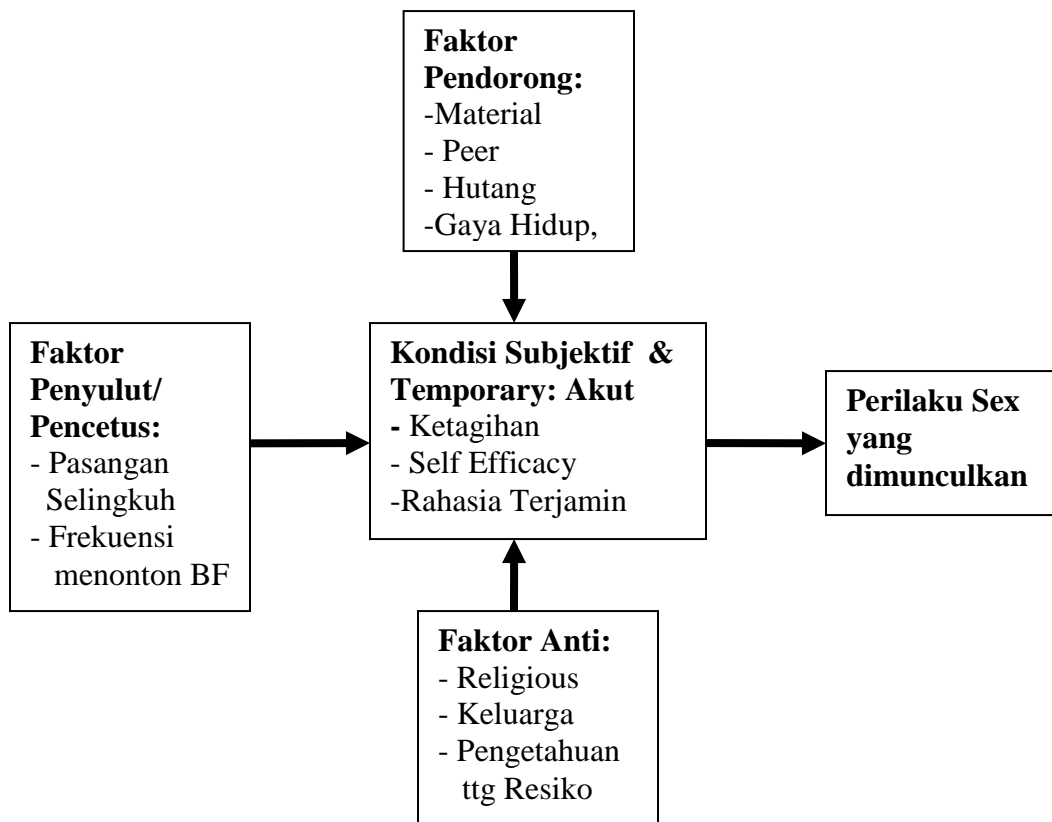 Faktor
Pendorong:
-Material
- Peer
- Hutang
-Gaya Hidup,
Faktor
Penyulut/
Pencetus:
- Pasangan
Selingkuh
- Frekuensi
menonton BF
Kondisi Subjektif &
Temporary: Akut
- Ketagihan
- Self Efficacy
-Rahasia Terjamin
Perilaku Sex
yang
dimunculkan
Faktor Anti:
- Religious
- Keluarga
- Pengetahuan
ttg Resiko